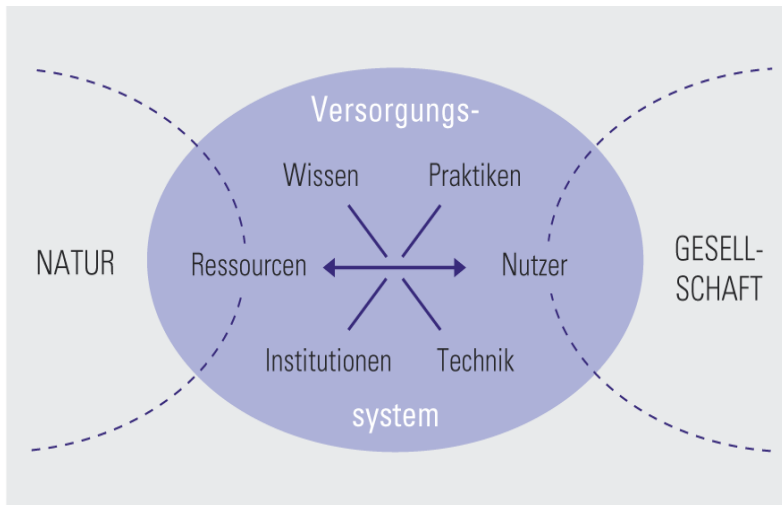 Versorgungs-
Wissen
Praktiken
NATUR
Ressourcen
Nutzer
GESELL-
SCHAFT
Institutionen
Technik
system